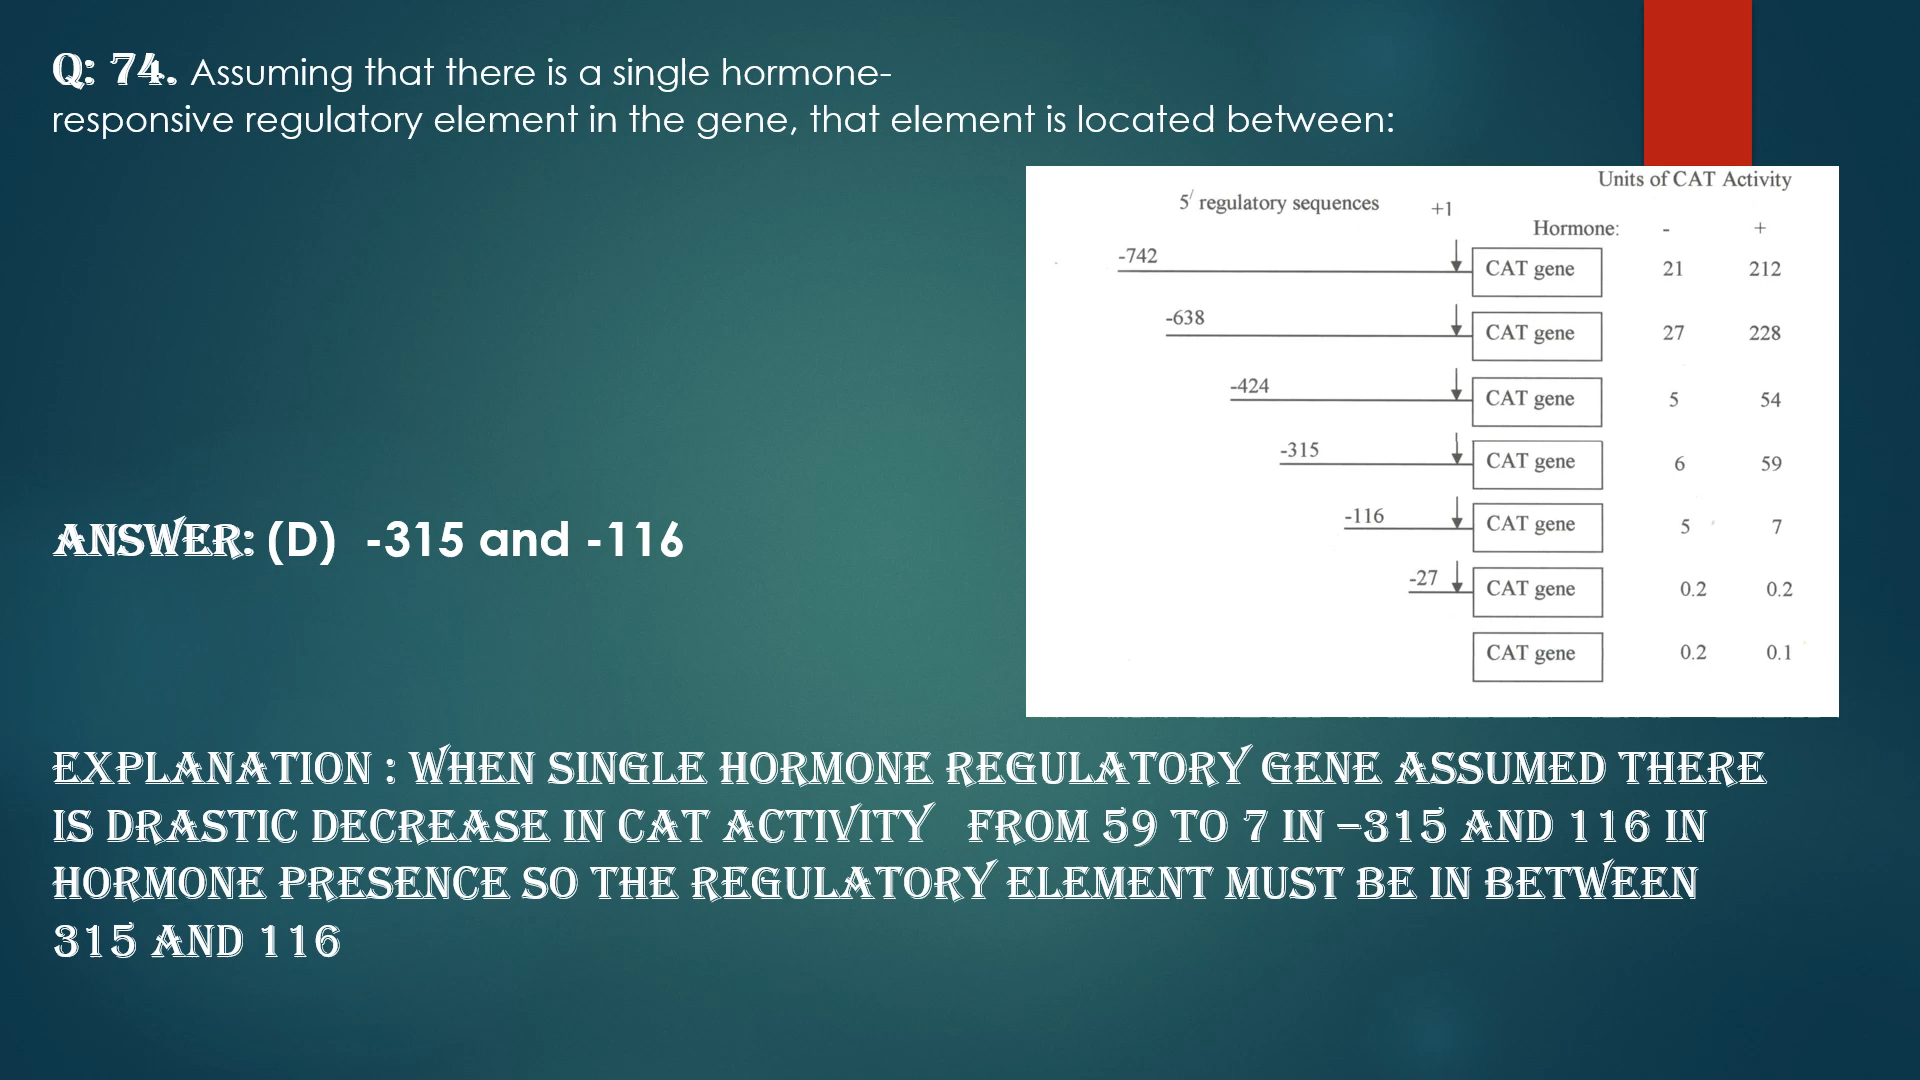 Q: 74. Assuming that there is a single hormone-
responsive regulatory element in the gene, that element is located between:
Units of CAT Activity
5/ regulatory sequences +1
Hormone: - +
-742 CAT gene 21 212
-638 CAT gene 27 228
-424 CAT gene 5 54
-315 CAT gene 6 59
-116 CAT gene 5 7
-27 CAT gene 0.2 0.2
CAT gene 0.2 0.1
ANSWER: (D) -315 and -116
EXPLANATION : WHEN SINGLE HORMONE REGULATORY GENE ASSUMED THERE
IS DRASTIC DECREASE IN CAT ACTIVITY FROM 59 TO 7 IN –315 AND 116 IN
HORMONE PRESENCE SO THE REGULATORY ELEMENT MUST BE IN BETWEEN
315 AND 116